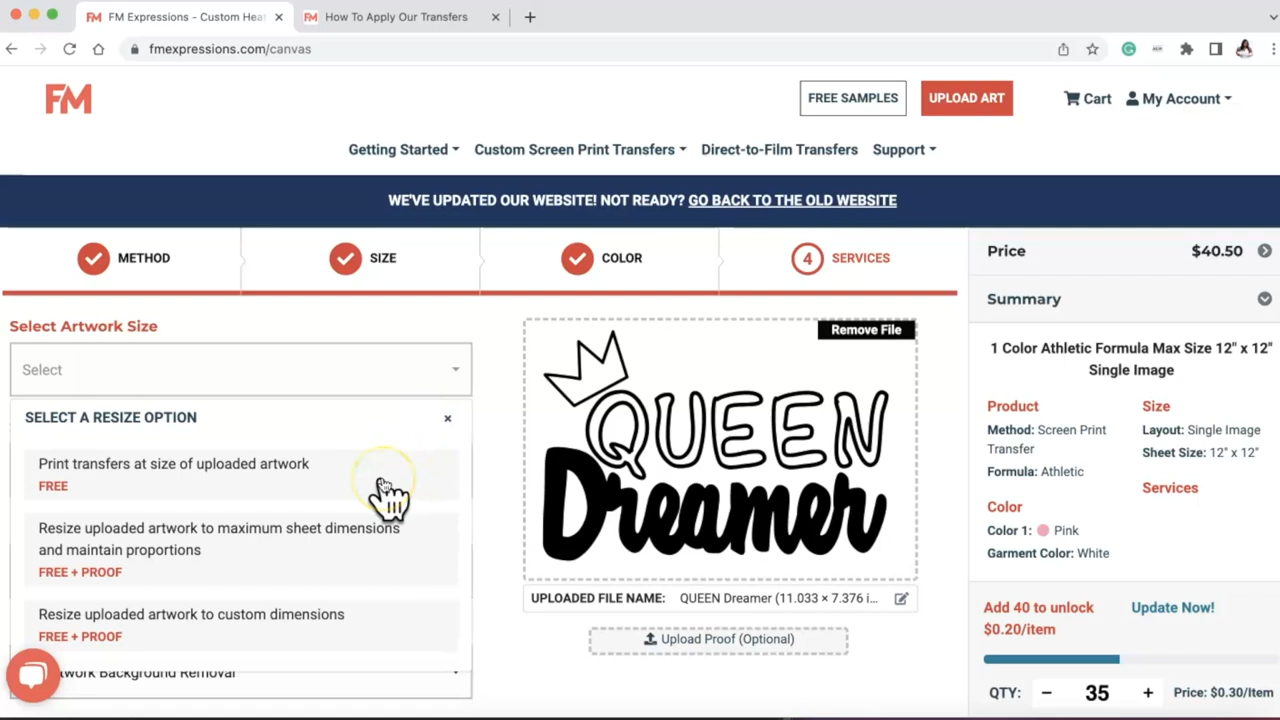 FM Expressions - Custom Heat
How To Apply Our Transfers
fmexpressions.com/canvas
FM
FREE SAMPLES
UPLOAD ART
Cart
My Account
Getting Started
Custom Screen Print Transfers
Direct-to-Film Transfers
Support
WE'VE UPDATED OUR WEBSITE! NOT READY? GO BACK TO THE OLD WEBSITE
METHOD
SIZE
COLOR
4 SERVICES
Price $40.50
Select Artwork Size
Summary
Select
SELECT A RESIZE OPTION
Print transfers at size of uploaded artwork
FREE
Resize uploaded artwork to maximum sheet dimensions
and maintain proportions
FREE + PROOF
Resize uploaded artwork to custom dimensions
FREE + PROOF
twork Background Removal
Remove File
QUEEN
Dreamer
UPLOADED FILE NAME: QUEEN Dreamer (11.033 × 7.376 i...
Upload Proof (Optional)
1 Color Athletic Formula Max Size 12" x 12"
Single Image
Product
Method: Screen Print
Transfer
Formula: Athletic
Size
Layout: Single Image
Sheet Size: 12" x 12"
Services
Color
Color 1: Pink
Garment Color: White
Add 40 to unlock
$0.20/item
Update Now!
QTY: − 35 + Price: $0.30/Item